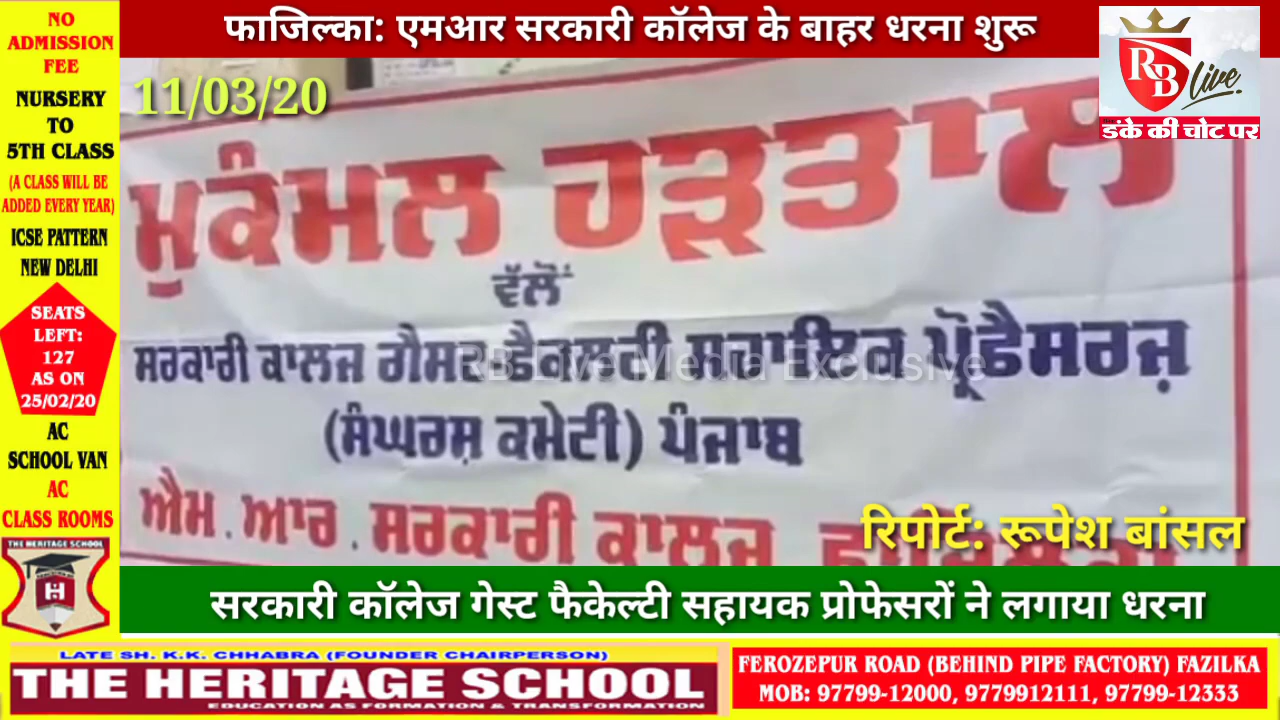 NO
ADMISSION
FEE
NURSERY
TO
5TH CLASS
(A CLASS WILL BE
ADDED EVERY YEAR)
ICSE PATTERN
NEW DELHI
SEATS
LEFT:
127
AS ON
25/02/20
AC
SCHOOL VAN
AC
CLASS ROOMS
THE HERITAGE SCHOOL
H
फाजिल्का: एमआर सरकारी कॉलेज के बाहर धरना शुरू
RB Live
डंके की चोट पर
11/03/20
ਮੁਕੰਮਲ ਹੜਤਾਲ
ਵੱਲੋਂ
ਸਰਕਾਰੀ ਕਾਲਜ ਗੈਸਟ ਫੈਕਲਟੀ ਸਹਾਇਕ ਪ੍ਰੋਫੈਸਰਜ਼
RB Live Media Exclusive
(ਸੰਘਰਸ਼ ਕਮੇਟੀ) ਪੰਜਾਬ
ਐਮ. ਆਰ. ਸਰਕਾਰੀ ਕਾਲਜ
रिपोर्ट: रूपेश बांसल
सरकारी कॉलेज गेस्ट फैकेल्टी सहायक प्रोफेसरों ने लगाया धरना
LATE SH. K.K. CHHABRA (FOUNDER CHAIRPERSON)
THE HERITAGE SCHOOL
EDUCATION AS FORMATION & TRANSFORMATION
FEROZEPUR ROAD (BEHIND PIPE FACTORY) FAZILKA
MOB: 97799-12000, 9779912111, 97799-12333